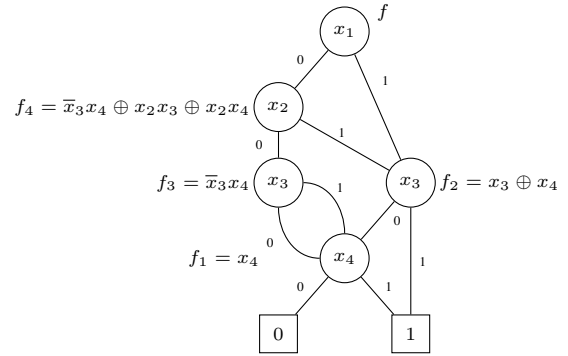 f
x₁
0
1
f₄ = x̅₃x₄ ⊕ x₂x₃ ⊕ x₂x₄
x₂
0
1
f₃ = x̅₃x₄
x₃
1
x₃
f₂ = x₃ ⊕ x₄
0
0
f₁ = x₄
x₄
1
0
1
0
1